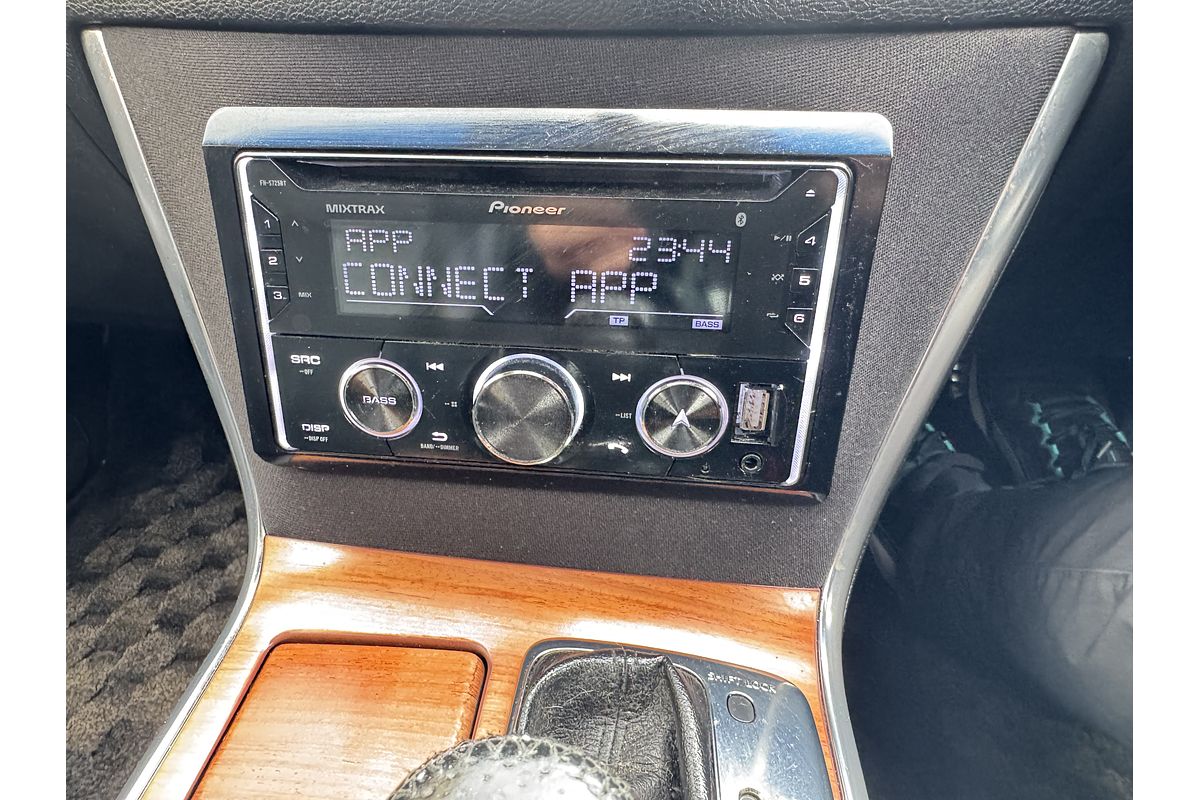 FH-S725BT
MIXTRAX
Pioneer
APP 23:44
CONNECT APP
TP BASS
1
2
3
MIX
4
5
6
SRC
OFF
BASS
DISP
DISP OFF
BAND/ DIMMER
LIST
SHIFT LOCK